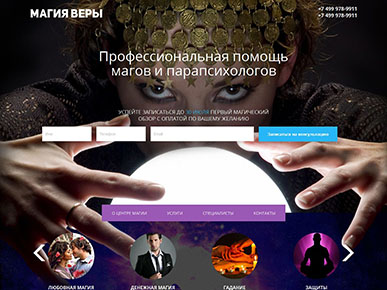 МАГИЯ ВЕРЫ
+7 499 978-9911
+7 499 978-9911
Профессиональная помощь
магов и парапсихологов
УСПЕЙТЕ ЗАПИСАТЬСЯ ДО 30 ИЮЛЯ ПЕРВЫЙ МАГИЧЕСКИЙ
ОБЗОР С ОПЛАТОЙ ПО ВАШЕМУ ЖЕЛАНИЮ
Имя
Телефон
Email
Записаться на консультацию
О ЦЕНТРЕ МАГИИ УСЛУГИ СПЕЦИАЛИСТЫ КОНТАКТЫ
ЛЮБОВНАЯ МАГИЯ ДЕНЕЖНАЯ МАГИЯ ГАДАНИЕ ЗАЩИТЫ